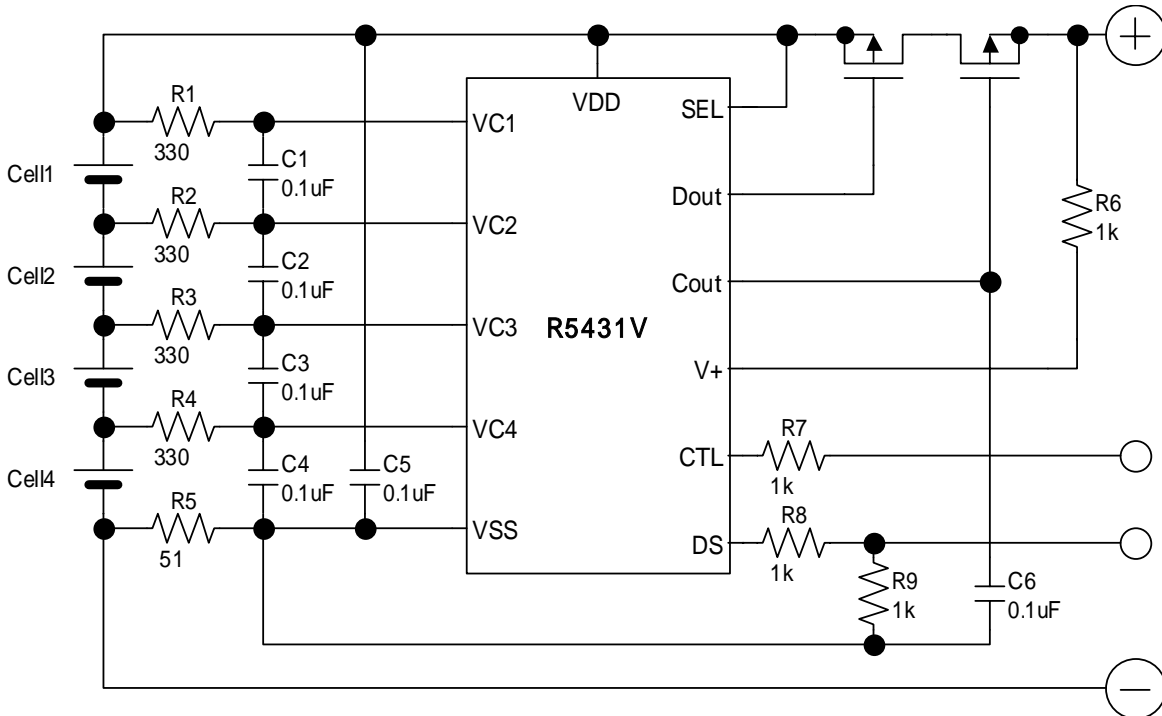 R1
VDD
SEL
330
VC1
C1
0.1uF
Cell1
R2
Dout
R6
1k
330
VC2
C2
0.1uF
Cell2
Cout
R3
VC3
R5431V
330
C3
0.1uF
V+
Cell3
R4
VC4
R7
330
CTL
C4
0.1uF
C5
0.1uF
Cell4
1k
R5
R8
VSS
DS
51
1k
R9
1k
C6
0.1uF